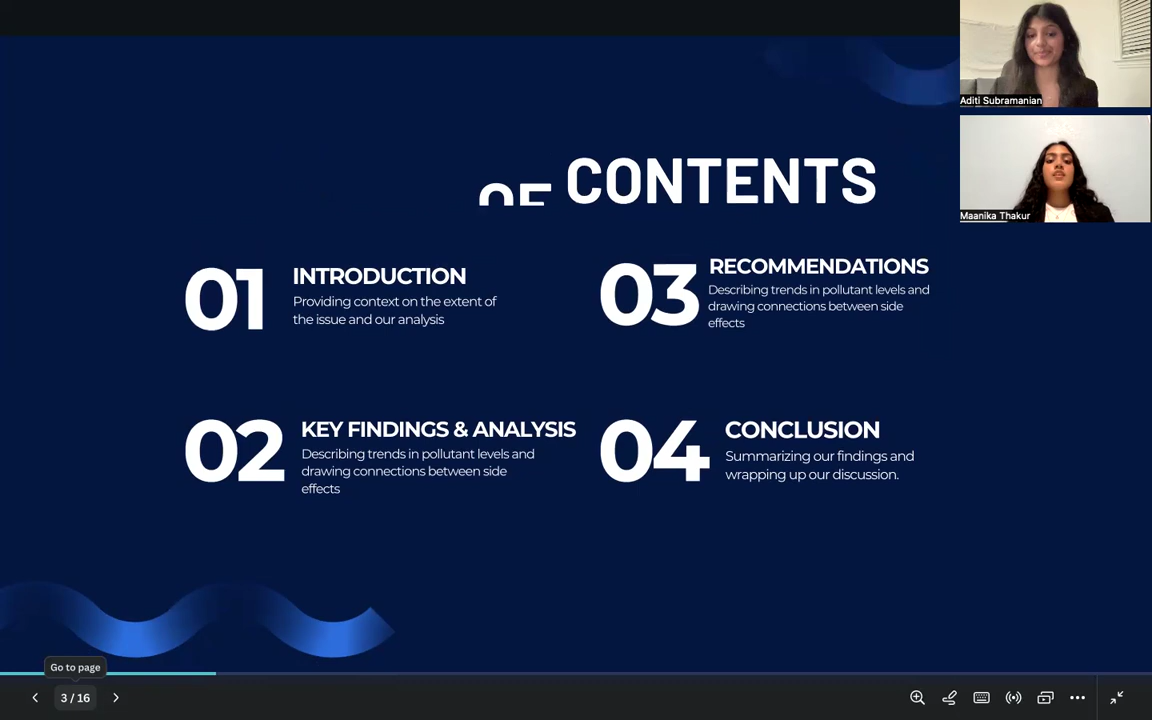 Aditi Subramanian
Maanika Thakur
OF CONTENTS
01
INTRODUCTION
Providing context on the extent of
the issue and our analysis
02
KEY FINDINGS & ANALYSIS
Describing trends in pollutant levels and
drawing connections between side
effects
03
RECOMMENDATIONS
Describing trends in pollutant levels and
drawing connections between side
effects
04
CONCLUSION
Summarizing our findings and
wrapping up our discussion.
Go to page
3 / 16